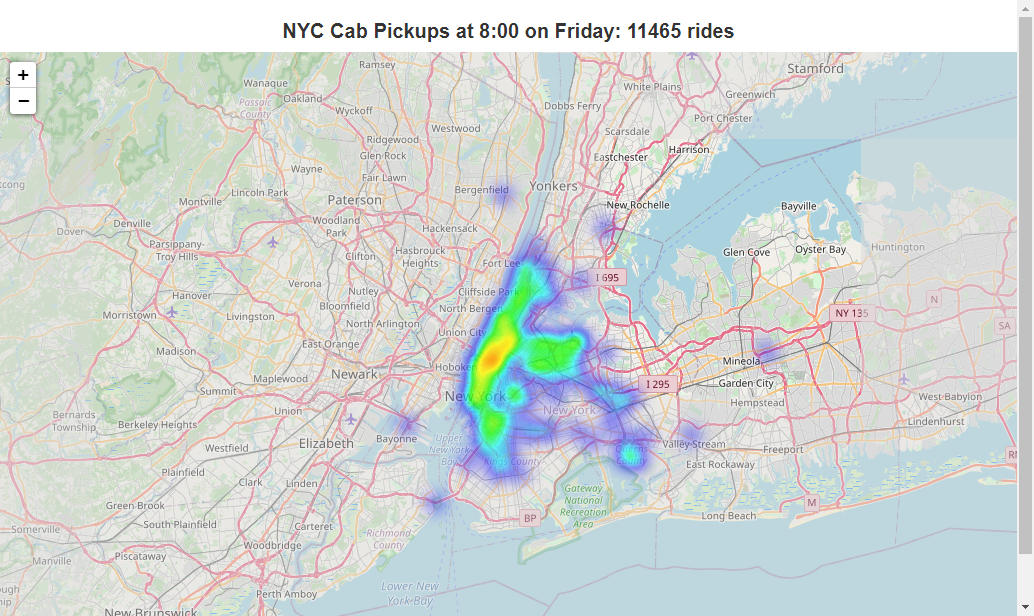 NYC Cab Pickups at 8:00 on Friday: 11465 rides
+
−
Ramsey
Stamford
Wanaque
White Plains
Greenwich
Oakland
Passaic
County
Wyckoff
Dobbs Ferry
Port Chester
Westwood
Scarsdale
Ridgewood
Glen Rock
Eastchester
Harrison
Wayne
Fair Lawn
Bergenfield
Yonkers
Lincoln Park
Paterson
Montville
New Rochelle
Bayville
Denville
Woodland
Park
Hackensack
Dover
Parsippany-
Troy Hills
Clifton
Hasbrouck
Heights
Fort Lee
Glen Cove
Oyster Bay
Huntington
I 695
Verona
Nutley
Cliffside Park
Hanover
Bloomfield
North Bergen
N
Morristown
Livingston
North Arlington
NY 135
SA
Union City
East Orange
Madison
Mineola
Newark
Hoboken
Maplewood
I 295
Garden City
Summit
New York
Hempstead
West Babylon
Union
New York
Bernards
Township
Berkeley Heights
Lindenhurst
Elizabeth
Bayonne
Upper
New York
Bay
Valley Stream
Freeport
Westfield
Queens
County
Kings County
East Rockaway
Plainfield
Clark
Linden
Gateway
National
Recreation
Area
M
Green Brook
BP
Long Beach
South Plainfield
Carteret
Richmond
County
Somerville
Woodbridge
Piscataway
Manville
Perth Amboy
Lower New
York Bay
New Brunswick